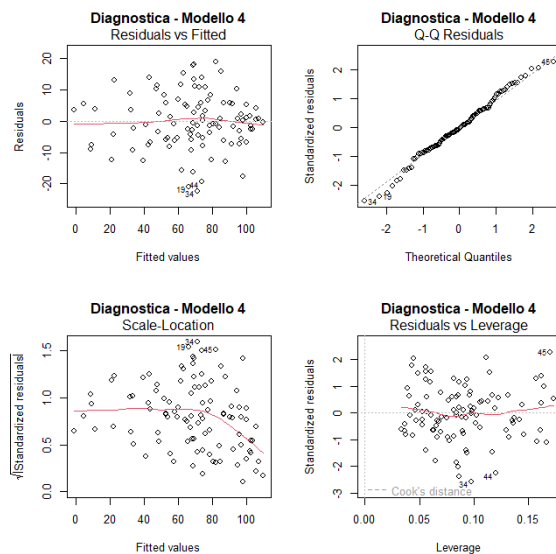 Diagnostica - Modello 4
Residuals vs Fitted
Residuals
20
10
0
-10
-20
19
44
34
0 20 40 60 80 100
Fitted values
Diagnostica - Modello 4
Q-Q Residuals
Standardized residuals
2
1
0
-1
-2
45
34
19
-2 -1 0 1 2
Theoretical Quantiles
Diagnostica - Modello 4
Scale-Location
√|Standardized residuals|
1.5
1.0
0.5
0.0
19
34
45
0 20 40 60 80 100
Fitted values
Diagnostica - Modello 4
Residuals vs Leverage
Standardized residuals
2
1
0
-1
-2
-3
45
44
34
Cook's distance
0.00 0.05 0.10 0.15
Leverage